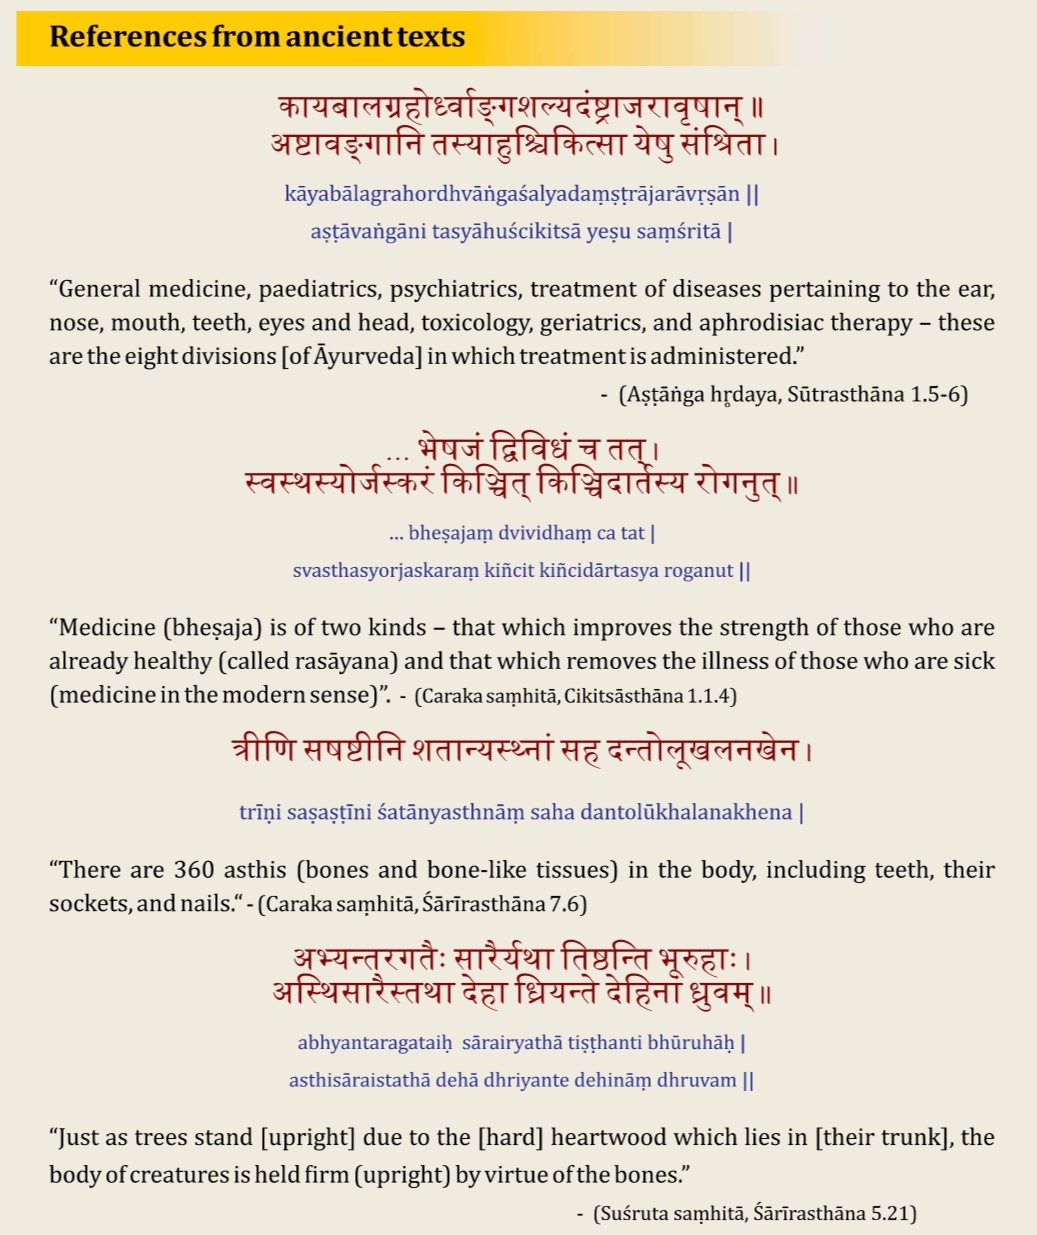 References from ancient texts
कायबालग्रहोर्ध्वाङ्गशल्यदंष्ट्राजरावृषान् ॥
अष्टावङ्गानि तस्याहुश्चिकित्सा येषु संश्रिता ।
kāyabālagrahordhvāṅgaśalyadaṃṣṭrājarāvṛṣān ||
aṣṭāvaṅgāni tasyāhuścikitsā yeṣu saṃśritā |
“General medicine, paediatrics, psychiatrics, treatment of diseases pertaining to the ear,
nose, mouth, teeth, eyes and head, toxicology, geriatrics, and aphrodisiac therapy – these
are the eight divisions [of Āyurveda] in which treatment is administered.”
- (Aṣṭāṅga hr̥daya, Sūtrasthāna 1.5-6)
... भेषजं द्विविधं च तत् ।
स्वस्थस्योर्जस्करं किञ्चित् किञ्चिदार्तस्य रोगनुत् ॥
... bheṣajaṃ dvividhaṃ ca tat |
svasthasyorjaskaraṃ kiñcit kiñcidārtasya roganut ||
“Medicine (bheṣaja) is of two kinds – that which improves the strength of those who are
already healthy (called rasāyana) and that which removes the illness of those who are sick
(medicine in the modern sense)”. - (Caraka saṃhitā, Cikitsāsthāna 1.1.4)
त्रीणि सषष्टीनि शतान्यस्थ्नां सह दन्तोलूखलनखेन ।
trīṇi saṣaṣṭīni śatānyasthnāṃ saha dantolūkhalanakhena |
“There are 360 asthis (bones and bone-like tissues) in the body, including teeth, their
sockets, and nails.“ - (Caraka saṃhitā, Śārīrasthāna 7.6)
अभ्यन्तरगतैः सारैर्यथा तिष्ठन्ति भूरुहाः ।
अस्थिसारैस्तथा देहा ध्रियन्ते देहिनां ध्रुवम् ॥
abhyantaragataiḥ sārairyathā tiṣṭhanti bhūruhāḥ |
asthisāraistathā dehā dhriyante dehināṃ dhruvam ||
“Just as trees stand [upright] due to the [hard] heartwood which lies in [their trunk], the
body of creatures is held firm (upright) by virtue of the bones.”
- (Suśruta saṃhitā, Śārīrasthāna 5.21)